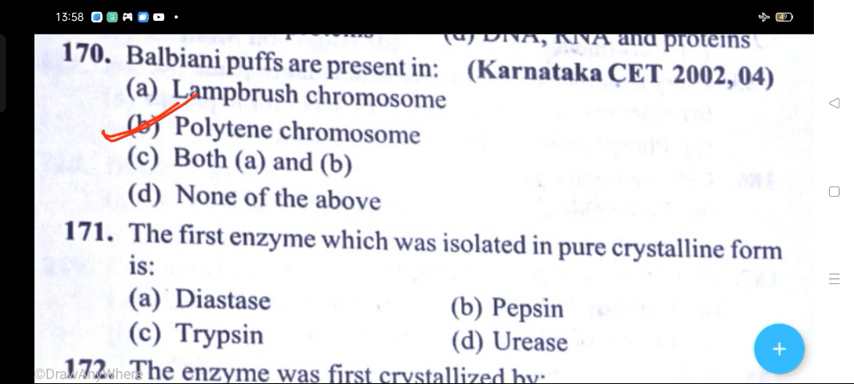 13:58
(d) DNA, RNA and proteins
170. Balbiani puffs are present in: (Karnataka CET 2002, 04)
(a) Lampbrush chromosome
(b) Polytene chromosome
(c) Both (a) and (b)
(d) None of the above
171. The first enzyme which was isolated in pure crystalline form
is:
(a) Diastase (b) Pepsin
(c) Trypsin (d) Urease
172. The enzyme was first crystallized by:
©DrawAnywhere